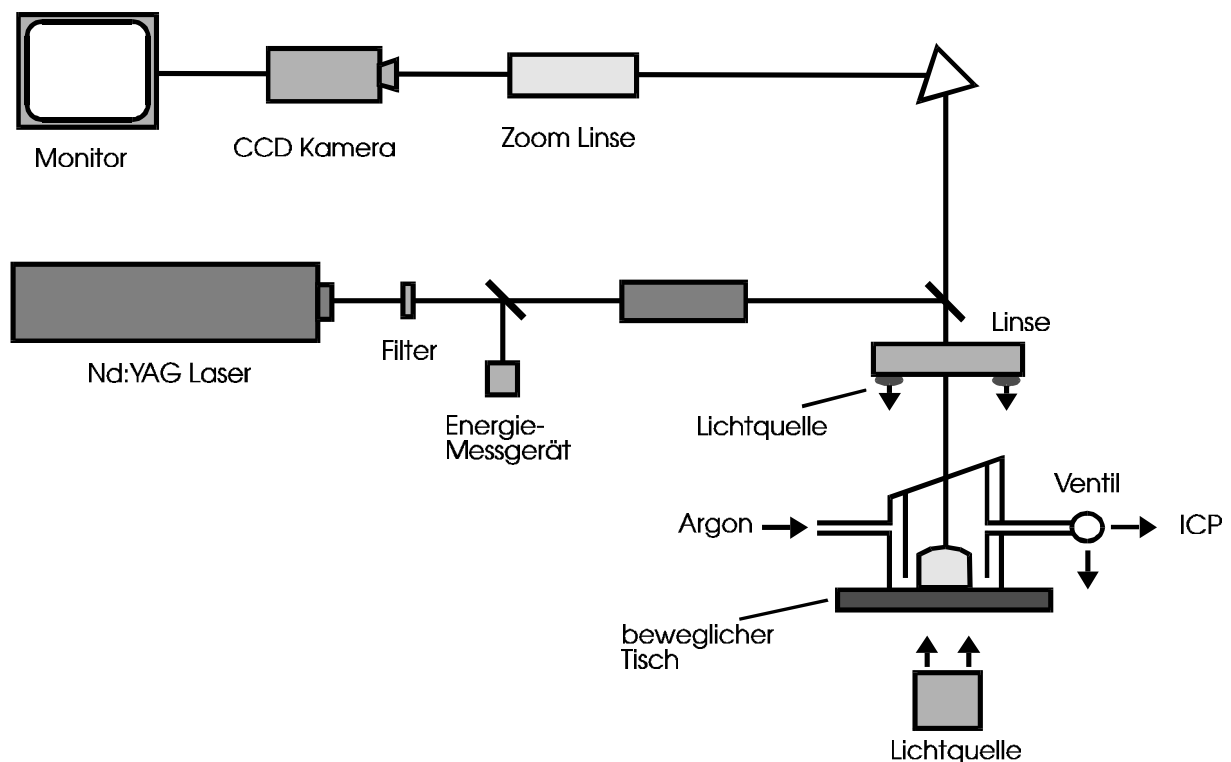 Monitor
CCD Kamera
Zoom Linse
Nd:YAG Laser
Filter
Energie-
Messgerät
Linse
Lichtquelle
Argon
Ventil
ICP
beweglicher
Tisch
Lichtquelle